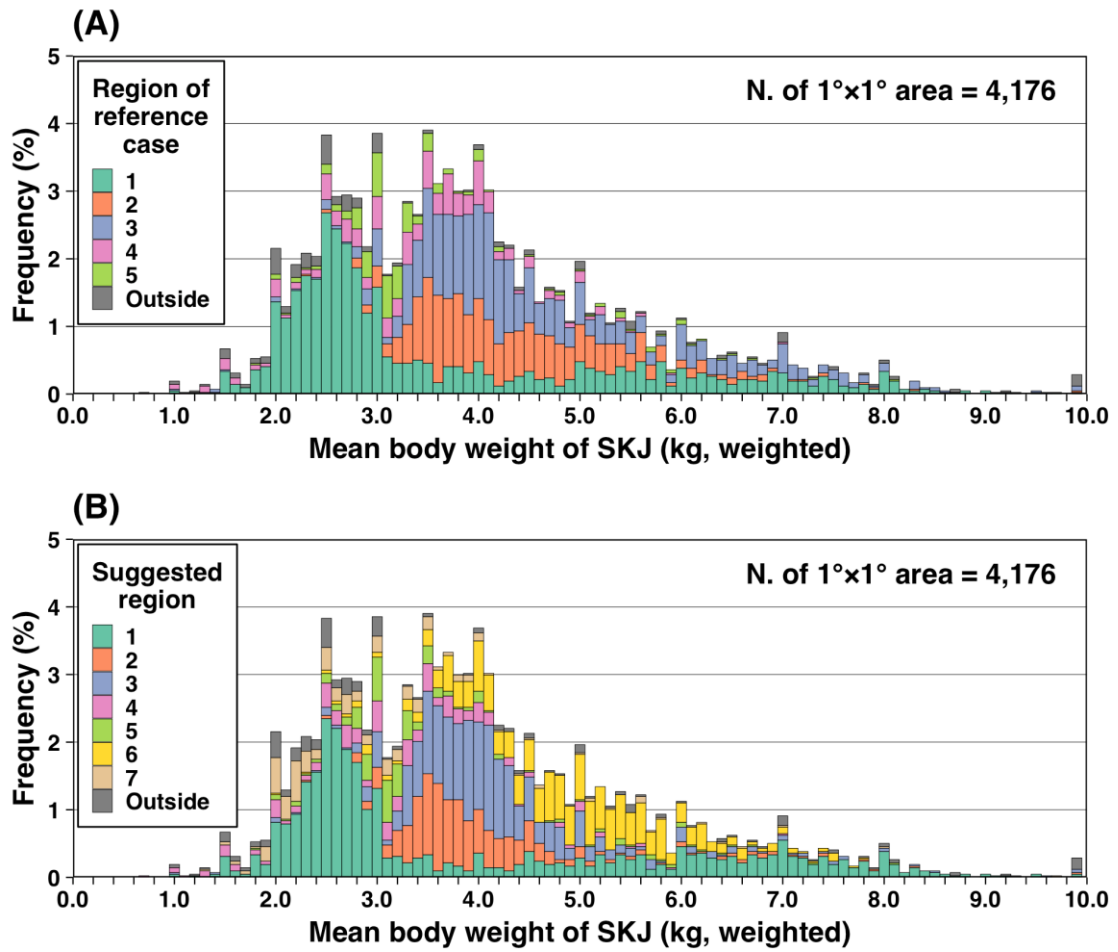 (A)
5
4
3
2
1
0
Frequency (%)
Region of
reference
case
1
2
3
4
5
Outside
N. of 1°×1° area = 4,176
0.0 1.0 2.0 3.0 4.0 5.0 6.0 7.0 8.0 9.0 10.0
Mean body weight of SKJ (kg, weighted)
(B)
5
4
3
2
1
0
Frequency (%)
Suggested
region
1
2
3
4
5
6
7
Outside
N. of 1°×1° area = 4,176
0.0 1.0 2.0 3.0 4.0 5.0 6.0 7.0 8.0 9.0 10.0
Mean body weight of SKJ (kg, weighted)